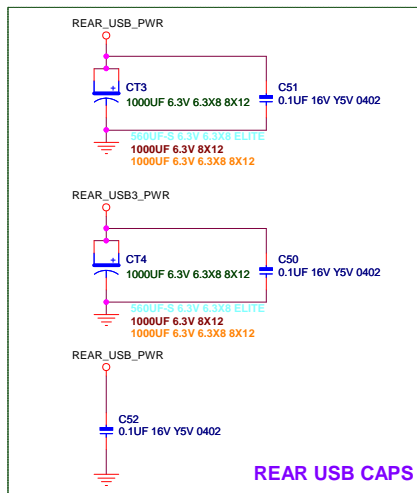 REAR_USB_PWR
CT3
1000UF 6.3V 6.3X8 8X12
C51
0.1UF 16V Y5V 0402
560UF-S 6.3V 6.3X8 ELITE
1000UF 6.3V 8X12
1000UF 6.3V 6.3X8 8X12
REAR_USB3_PWR
CT4
1000UF 6.3V 6.3X8 8X12
C50
0.1UF 16V Y5V 0402
560UF-S 6.3V 6.3X8 ELITE
1000UF 6.3V 8X12
1000UF 6.3V 6.3X8 8X12
REAR_USB_PWR
C52
0.1UF 16V Y5V 0402
REAR USB CAPS